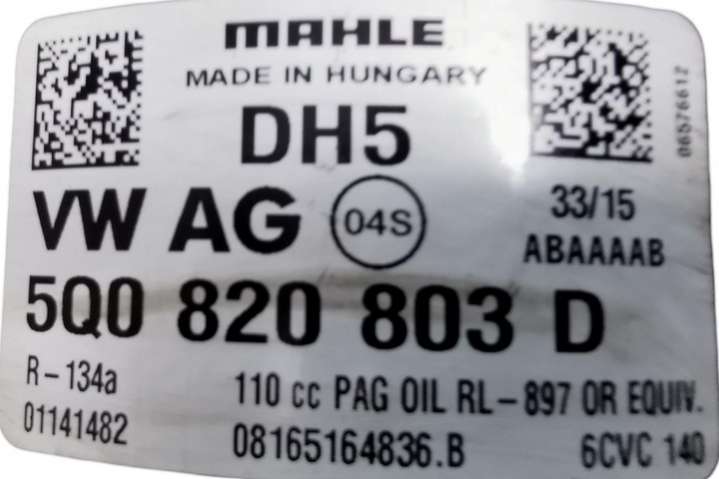 MAHLE
MADE IN HUNGARY
DH5
06576612
VW AG 04S 33/15
ABAAAAB
5Q0 820 803 D
R-134a 110 cc PAG OIL RL-897 OR EQUIV.
01141482 08165164836.B 6CVC 140